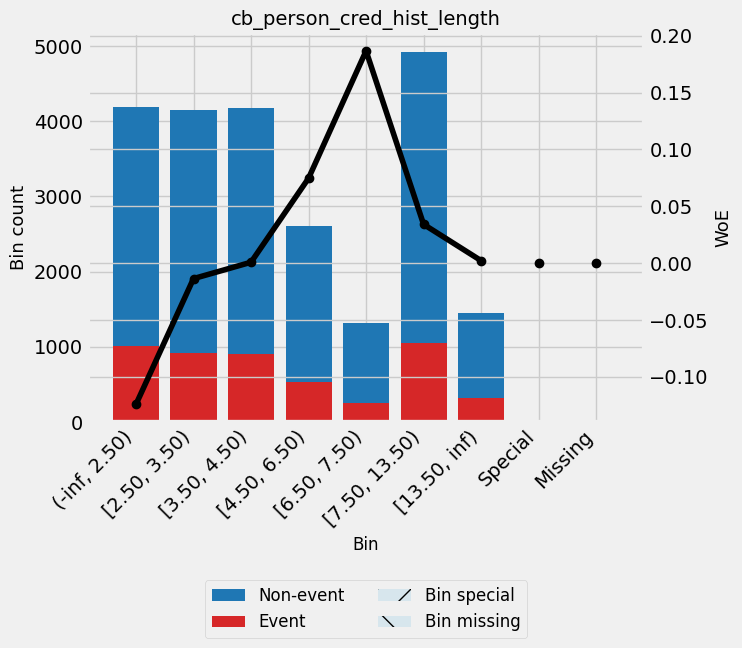 cb_person_cred_hist_length
Bin count
5000
4000
3000
2000
1000
0
0.20
0.15
0.10
0.05
0.00
−0.05
−0.10
WoE
(-inf, 2.50)
[2.50, 3.50)
[3.50, 4.50)
[4.50, 6.50)
[6.50, 7.50)
[7.50, 13.50)
[13.50, inf)
Special
Missing
Bin
Non-event
Event
Bin special
Bin missing